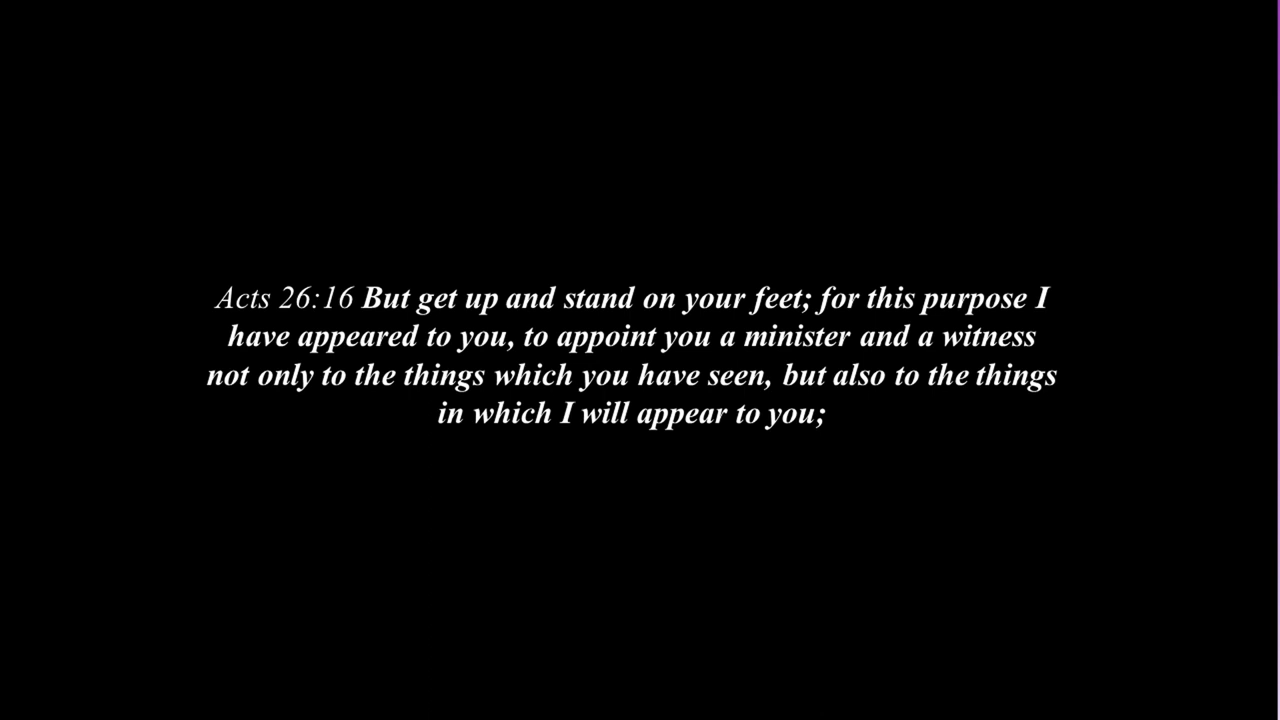 Acts 26:16 But get up and stand on your feet; for this purpose I
have appeared to you, to appoint you a minister and a witness
not only to the things which you have seen, but also to the things
in which I will appear to you;